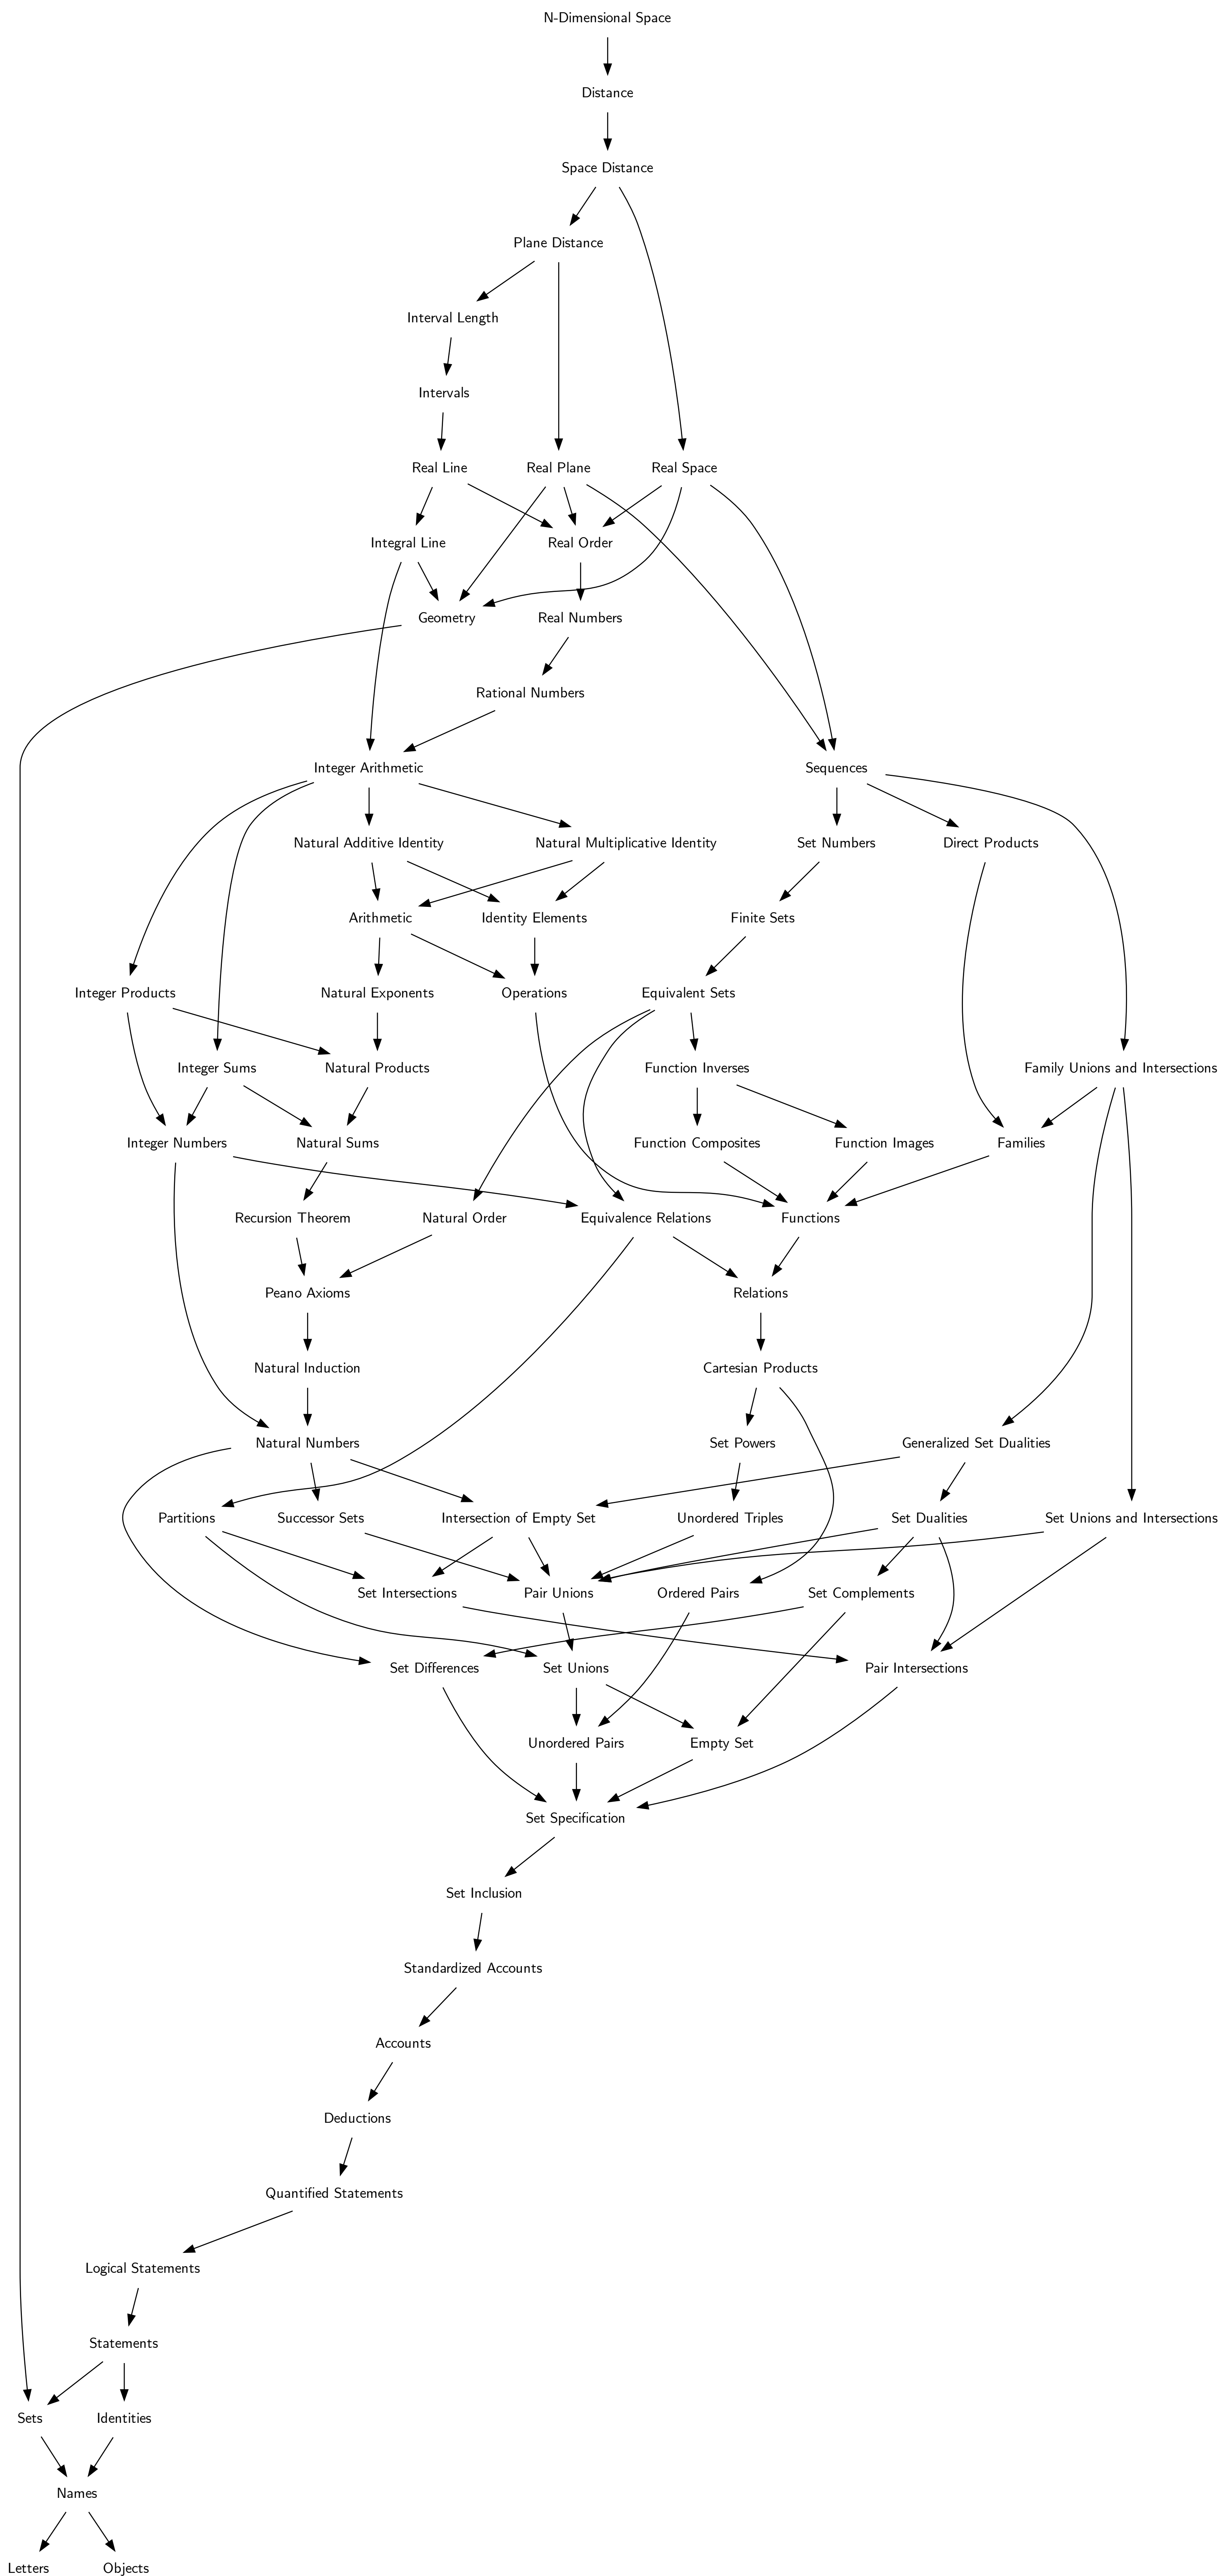 N-Dimensional Space
Distance
Space Distance
Plane Distance
Interval Length
Intervals
Real Line
Real Plane
Real Space
Integral Line
Real Order
Geometry
Real Numbers
Rational Numbers
Integer Arithmetic
Sequences
Natural Additive Identity
Natural Multiplicative Identity
Set Numbers
Direct Products
Arithmetic
Identity Elements
Finite Sets
Integer Products
Natural Exponents
Operations
Equivalent Sets
Integer Sums
Natural Products
Function Inverses
Family Unions and Intersections
Integer Numbers
Natural Sums
Function Composites
Function Images
Families
Recursion Theorem
Natural Order
Equivalence Relations
Functions
Peano Axioms
Relations
Natural Induction
Cartesian Products
Natural Numbers
Set Powers
Generalized Set Dualities
Partitions
Successor Sets
Intersection of Empty Set
Unordered Triples
Set Dualities
Set Unions and Intersections
Set Intersections
Pair Unions
Ordered Pairs
Set Complements
Set Differences
Set Unions
Pair Intersections
Unordered Pairs
Empty Set
Set Specification
Set Inclusion
Standardized Accounts
Accounts
Deductions
Quantified Statements
Logical Statements
Statements
Sets
Identities
Names
Letters
Objects